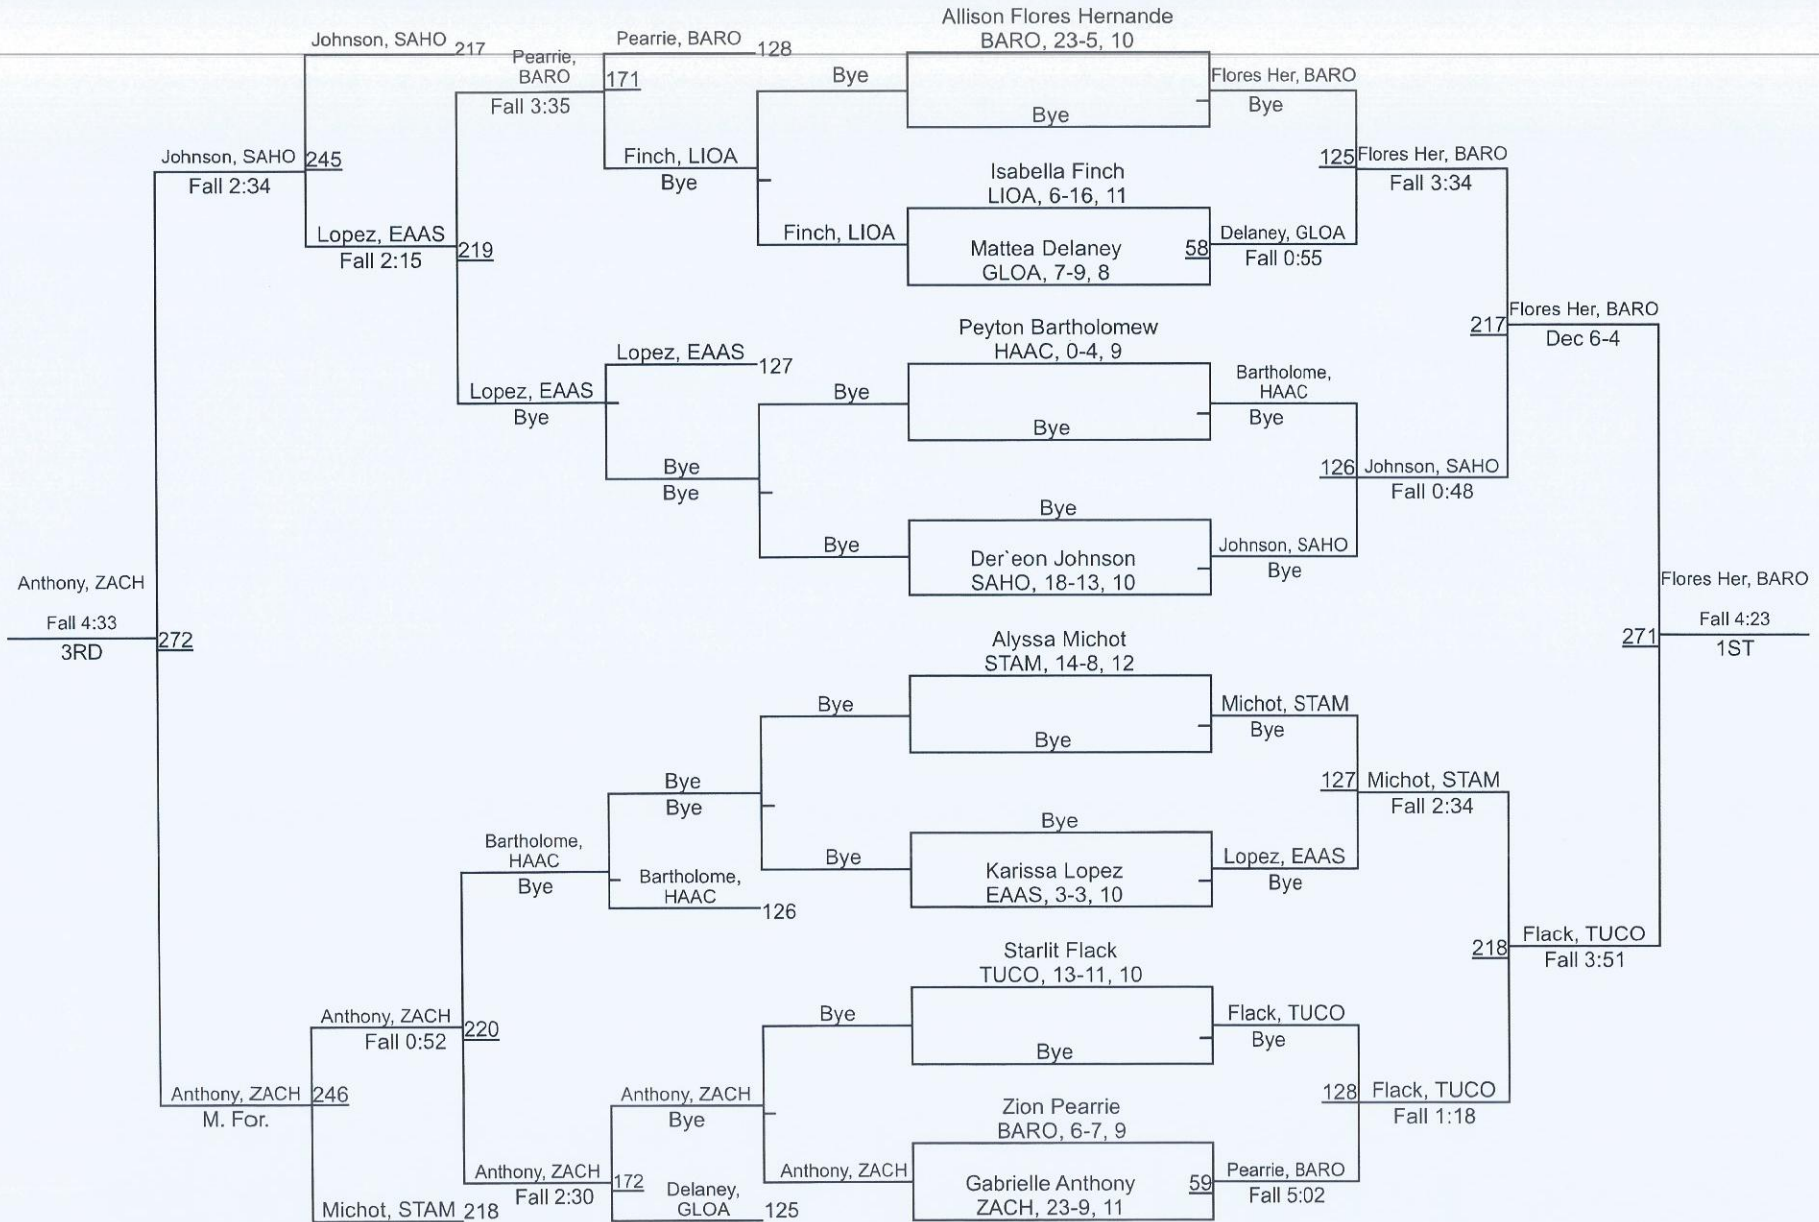 Allison Flores Hernande
BARO, 23-5, 10
Johnson, SAHO
217
Pearrie, BARO
128
Pearrie,
BARO
171
Fall 3:35
Bye
Bye
Flores Her, BARO
Bye
Johnson, SAHO
245
Fall 2:34
Finch, LIOA
Bye
Isabella Finch
LIOA, 6-16, 11
125
Flores Her, BARO
Fall 3:34
Lopez, EAAS
219
Fall 2:15
Finch, LIOA
Mattea Delaney
GLOA, 7-9, 8
58
Delaney, GLOA
Fall 0:55
Peyton Bartholomew
HAAC, 0-4, 9
217
Flores Her, BARO
Dec 6-4
Lopez, EAAS
127
Lopez, EAAS
Bye
Bye
Bye
Bartholome,
HAAC
Bye
Bye
Bye
126
Johnson, SAHO
Fall 0:48
Bye
Bye
Der`eon Johnson
SAHO, 18-13, 10
Johnson, SAHO
Bye
Anthony, ZACH
Fall 4:33
3RD
272
Flores Her, BARO
Fall 4:23
271
1ST
Alyssa Michot
STAM, 14-8, 12
Bye
Bye
Michot, STAM
Bye
Bye
Bye
127
Michot, STAM
Fall 2:34
Bartholome,
HAAC
Bye
Bartholome,
HAAC
126
Bye
Bye
Karissa Lopez
EAAS, 3-3, 10
Lopez, EAAS
Bye
Starlit Flack
TUCO, 13-11, 10
218
Flack, TUCO
Fall 3:51
Anthony, ZACH
220
Fall 0:52
Bye
Bye
Flack, TUCO
Bye
Anthony, ZACH
246
M. For.
Anthony, ZACH
Bye
Zion Pearrie
BARO, 6-7, 9
128
Flack, TUCO
Fall 1:18
Anthony, ZACH
172
Fall 2:30
Delaney,
GLOA
125
Anthony, ZACH
Gabrielle Anthony
ZACH, 23-9, 11
59
Pearrie, BARO
Fall 5:02
Michot, STAM
218